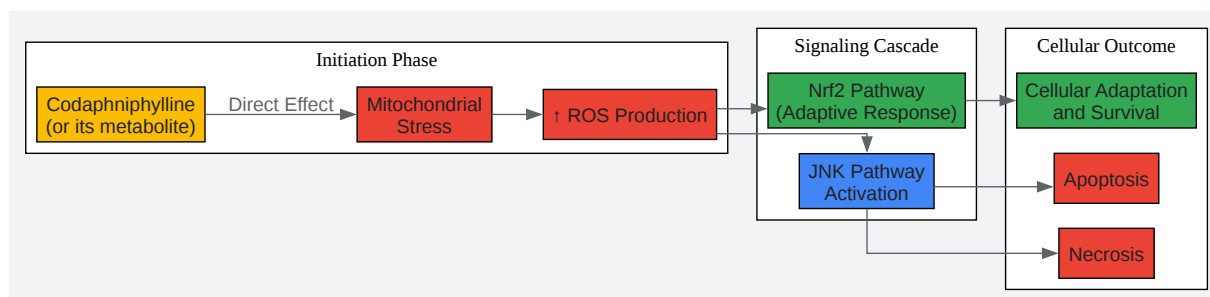 Initiation Phase
Codaphniphylline
(or its metabolite)
Direct Effect
Mitochondrial
Stress
↑ ROS Production
Signaling Cascade
Nrf2 Pathway
(Adaptive Response)
JNK Pathway
Activation
Cellular Outcome
Cellular Adaptation
and Survival
Apoptosis
Necrosis